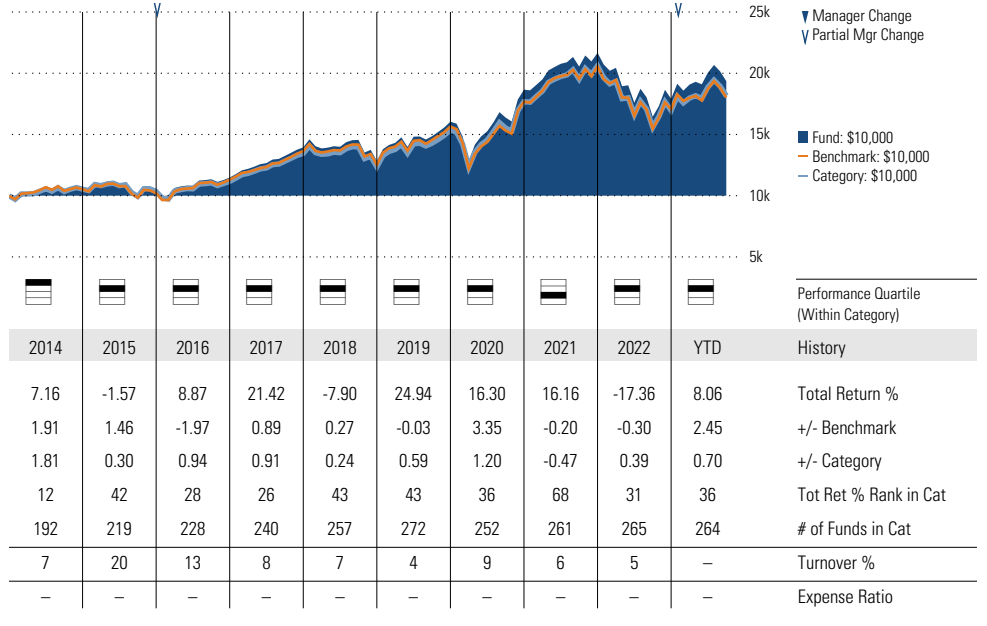 25k
20k
15k
10k
5k
Manager Change
Partial Mgr Change
Fund: $10,000
Benchmark: $10,000
Category: $10,000
Performance Quartile
(Within Category)
2014 2015 2016 2017 2018 2019 2020 2021 2022 YTD History
7.16 -1.57 8.87 21.42 -7.90 24.94 16.30 16.16 -17.36 8.06 Total Return %
1.91 1.46 -1.97 0.89 0.27 -0.03 3.35 -0.20 -0.30 2.45 +/- Benchmark
1.81 0.30 0.94 0.91 0.24 0.59 1.20 -0.47 0.39 0.70 +/- Category
12 42 28 26 43 43 36 68 31 36 Tot Ret % Rank in Cat
192 219 228 240 257 272 252 261 265 264 # of Funds in Cat
7 20 13 8 7 4 9 6 5 – Turnover %
– – – – – – – – – – Expense Ratio